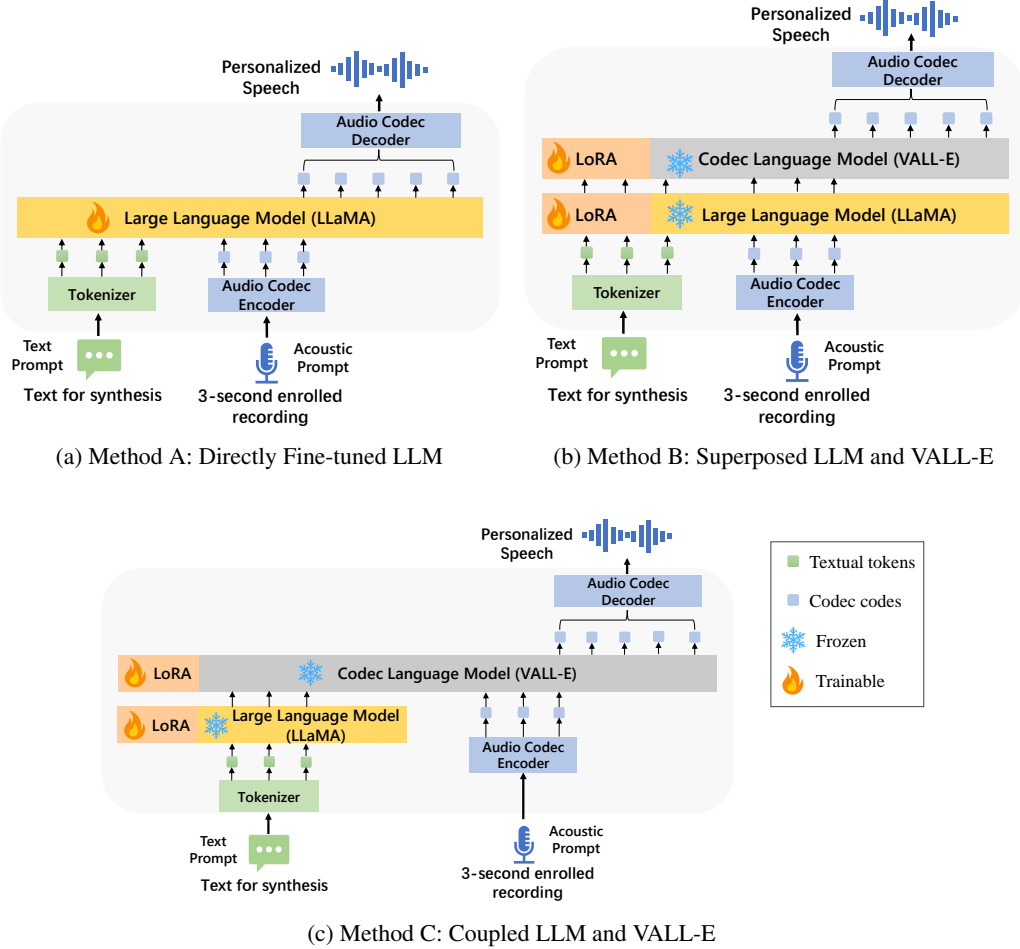 Personalized
Speech
Audio Codec
Decoder
Large Language Model (LLaMA)
Tokenizer
Audio Codec
Encoder
Text
Prompt
Acoustic
Prompt
Text for synthesis
3-second enrolled
recording
(a) Method A: Directly Fine-tuned LLM
Personalized
Speech
Audio Codec
Decoder
LoRA
Codec Language Model (VALL-E)
LoRA
Large Language Model (LLaMA)
Tokenizer
Audio Codec
Encoder
Text
Prompt
Acoustic
Prompt
Text for synthesis
3-second enrolled
recording
(b) Method B: Superposed LLM and VALL-E
Personalized
Speech
Audio Codec
Decoder
LoRA
Codec Language Model (VALL-E)
LoRA
Large Language Model
(LLaMA)
Audio Codec
Encoder
Tokenizer
Text
Prompt
Acoustic
Prompt
Text for synthesis
3-second enrolled
recording
Textual tokens
Codec codes
Frozen
Trainable
(c) Method C: Coupled LLM and VALL-E